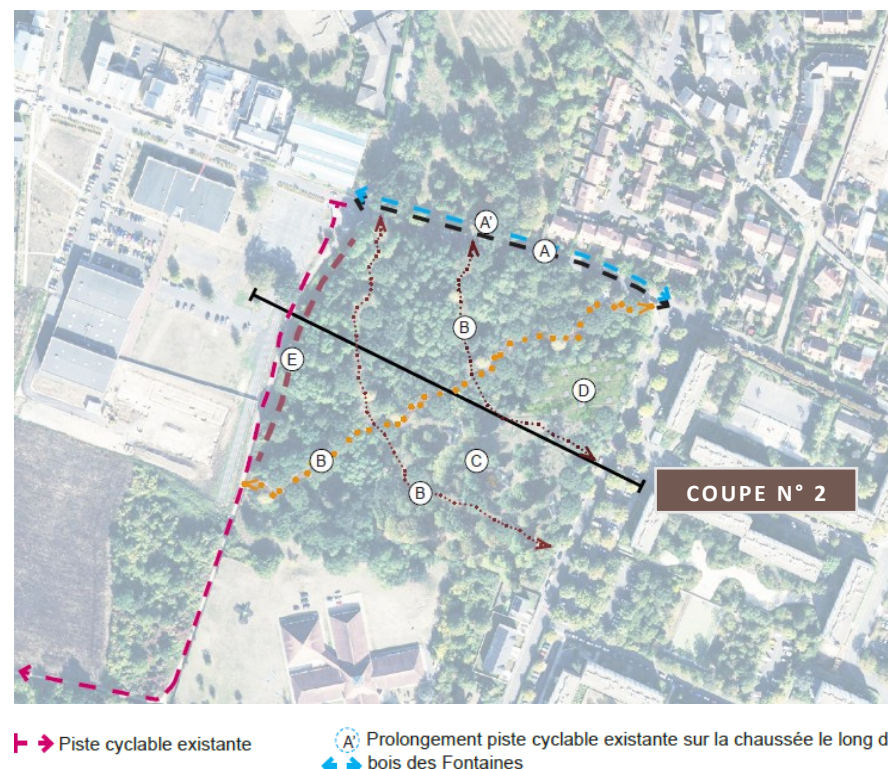 A'
A
B
E
D
B
C
B
COUPE N° 2
Piste cyclable existante
A' Prolongement piste cyclable existante sur la chaussée le long d
bois des Fontaines